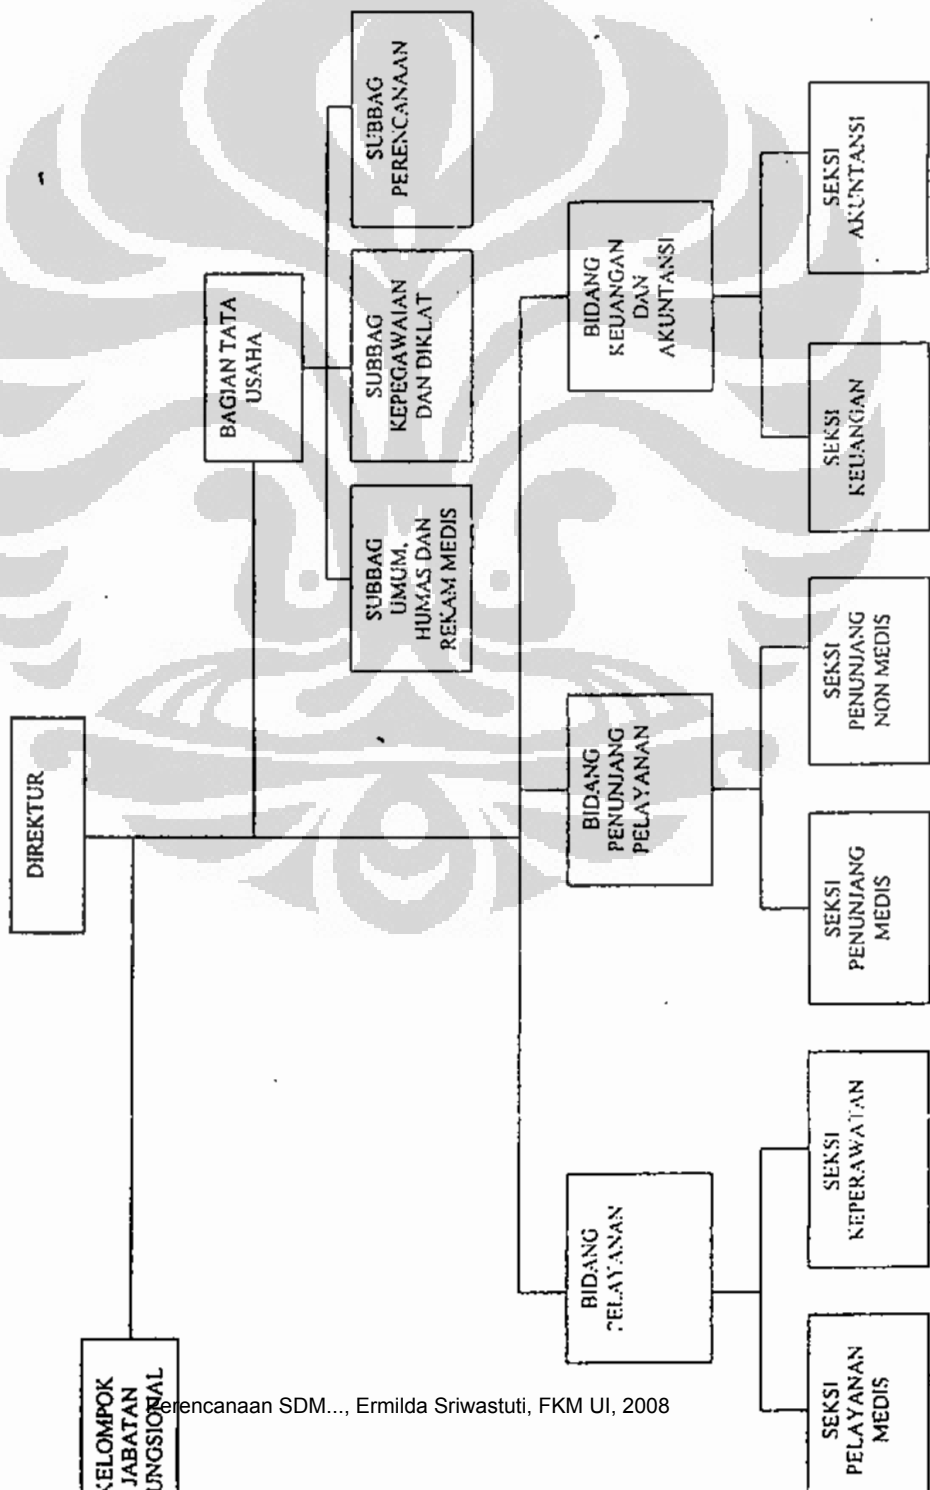 DIREKTUR
KELOMPOK
JABATAN
UNGSIONAL
BAGIAN TATA
USAHA
SUBBAG
UMUM,
HUMAS DAN
REKAM MEDIS
SUBBAG
KEPEGAWAIAN
DAN DIKLAT
SUBBAG
PERENCANAAN
BIDANG
PELAYANAN
BIDANG
PENUNJANG
PELAYANAN
BIDANG
KEUANGAN
DAN
AKUNTANSI
SEKSI
PELAYANAN
MEDIS
SEKSI
KEPERAWATAN
SEKSI
PENUNJANG
MEDIS
SEKSI
PENUNJANG
NON MEDIS
SEKSI
KEUANGAN
SEKSI
AKUNTANSI
Perencanaan SDM..., Ermilda Sriwastuti, FKM UI, 2008